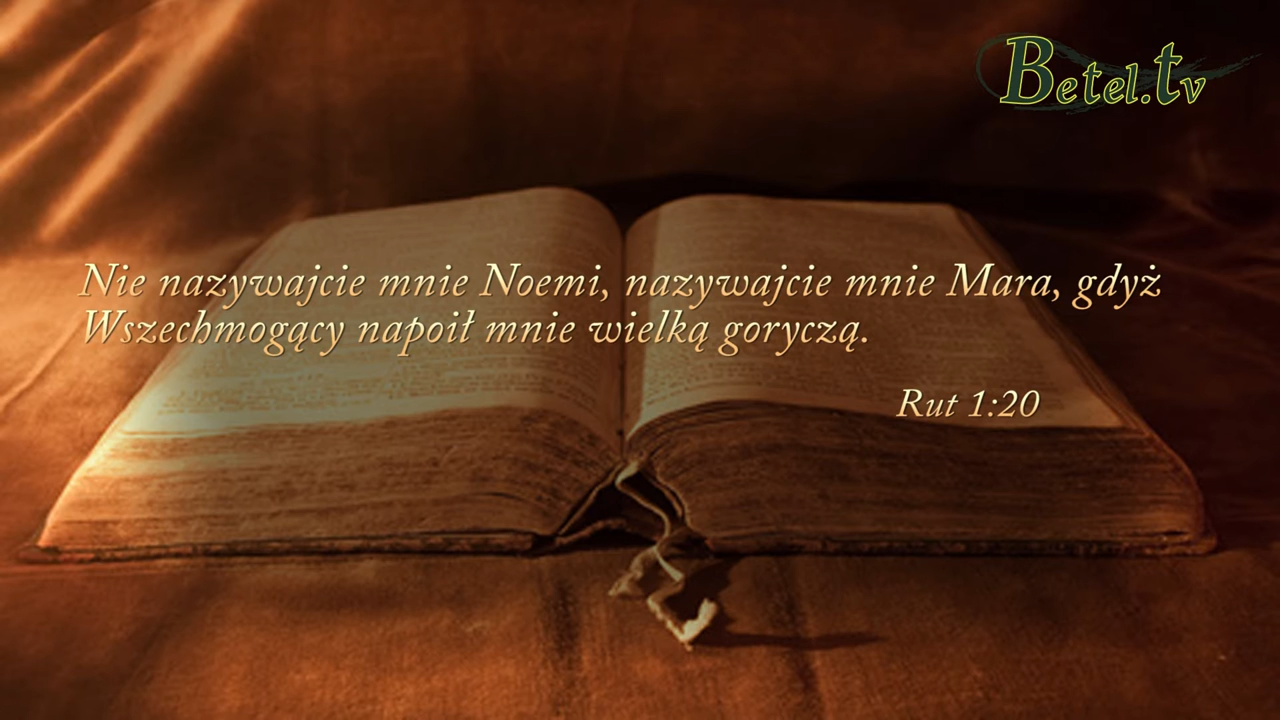 Betel.tv
Nie nazywajcie mnie Noemi, nazywajcie mnie Mara, gdyż
Wszechmogący napoił mnie wielką goryczą.
Rut 1:20